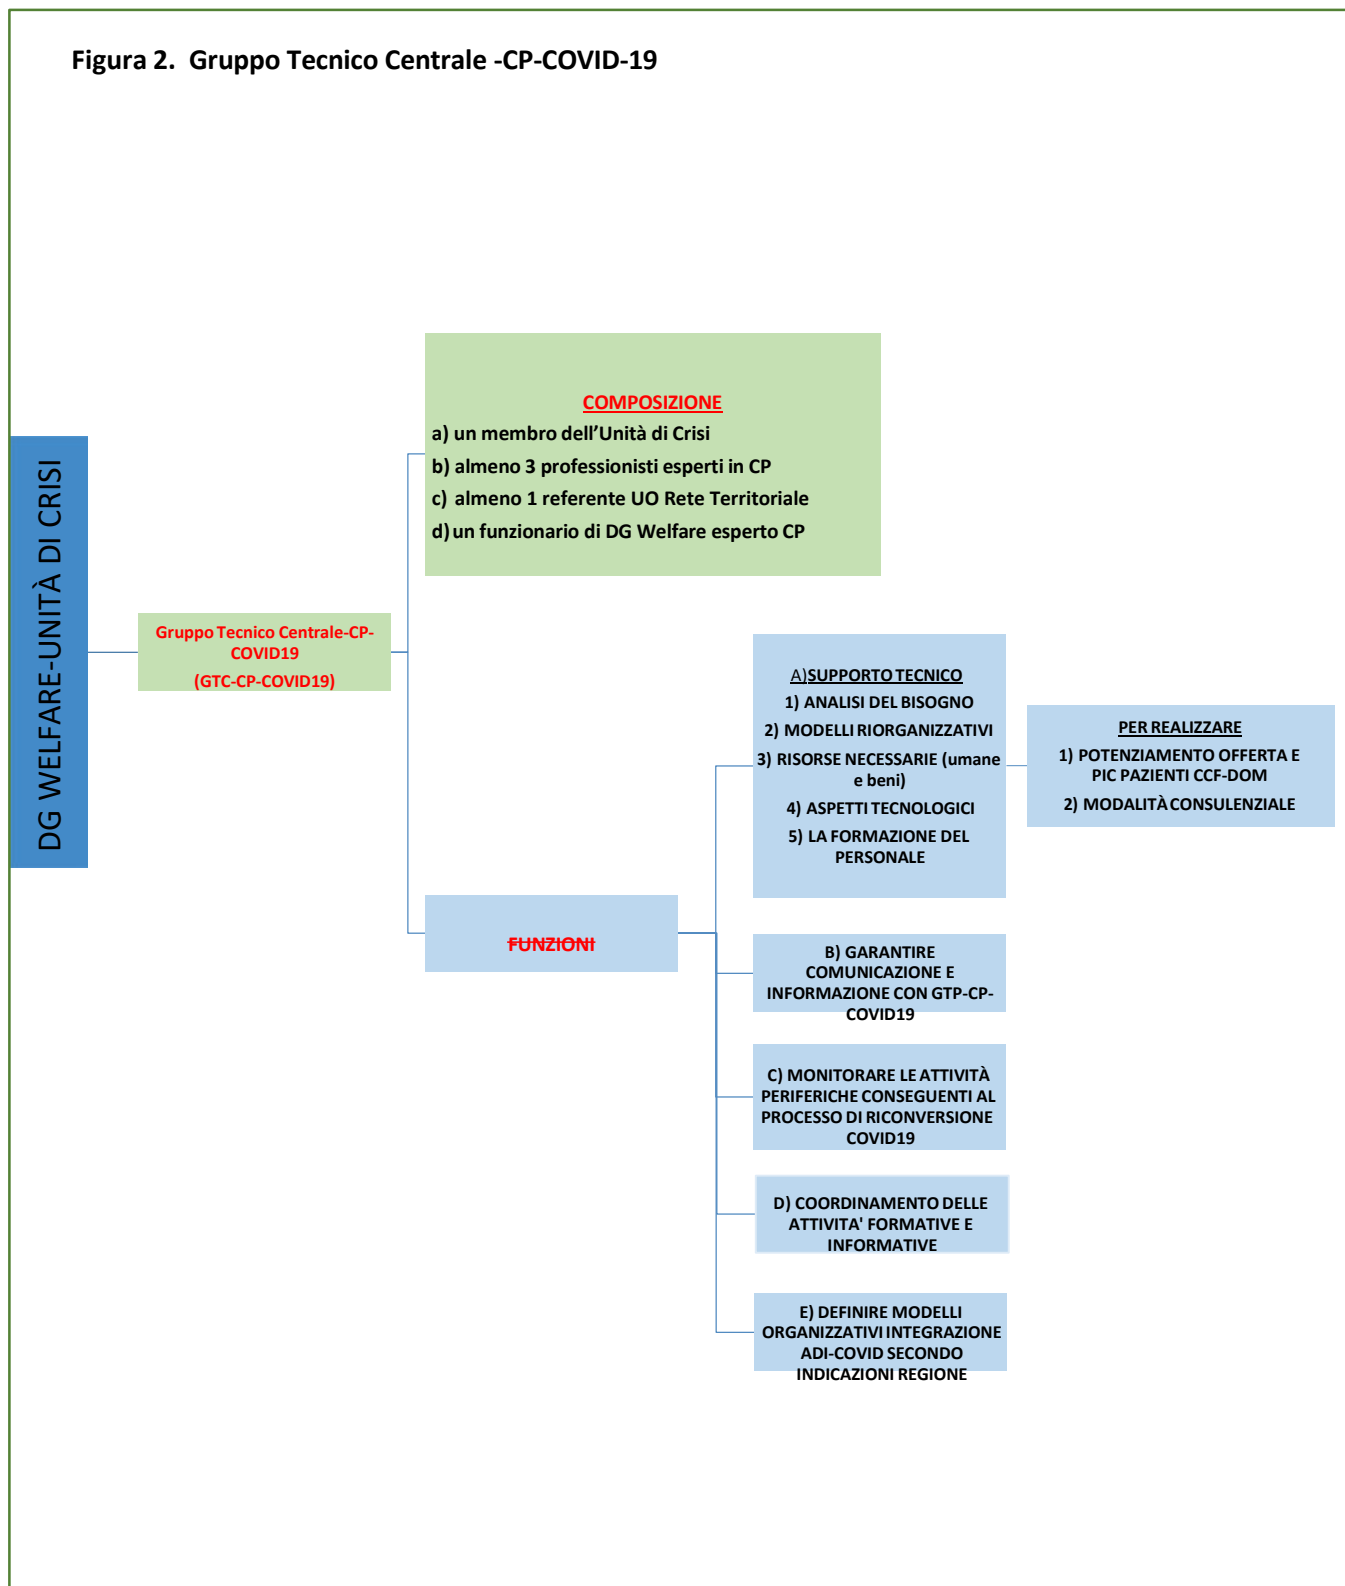 Figura 2. Gruppo Tecnico Centrale -CP-COVID-19
DG WELFARE-UNITÀ DI CRISI
Gruppo Tecnico Centrale-CP-
COVID19
(GTC-CP-COVID19)
COMPOSIZIONE
a) un membro dell’Unità di Crisi
b) almeno 3 professionisti esperti in CP
c) almeno 1 referente UO Rete Territoriale
d) un funzionario di DG Welfare esperto CP
FUNZIONI
A)SUPPORTO TECNICO
1) ANALISI DEL BISOGNO
2) MODELLI RIORGANIZZATIVI
3) RISORSE NECESSARIE (umane
e beni)
4) ASPETTI TECNOLOGICI
5) LA FORMAZIONE DEL
PERSONALE
PER REALIZZARE
1) POTENZIAMENTO OFFERTA E
PIC PAZIENTI CCF-DOM
2) MODALITÀ CONSULENZIALE
B) GARANTIRE
COMUNICAZIONE E
INFORMAZIONE CON GTP-CP-
COVID19
C) MONITORARE LE ATTIVITÀ
PERIFERICHE CONSEGUENTI AL
PROCESSO DI RICONVERSIONE
COVID19
D) COORDINAMENTO DELLE
ATTIVITA' FORMATIVE E
INFORMATIVE
E) DEFINIRE MODELLI
ORGANIZZATIVI INTEGRAZIONE
ADI-COVID SECONDO
INDICAZIONI REGIONE